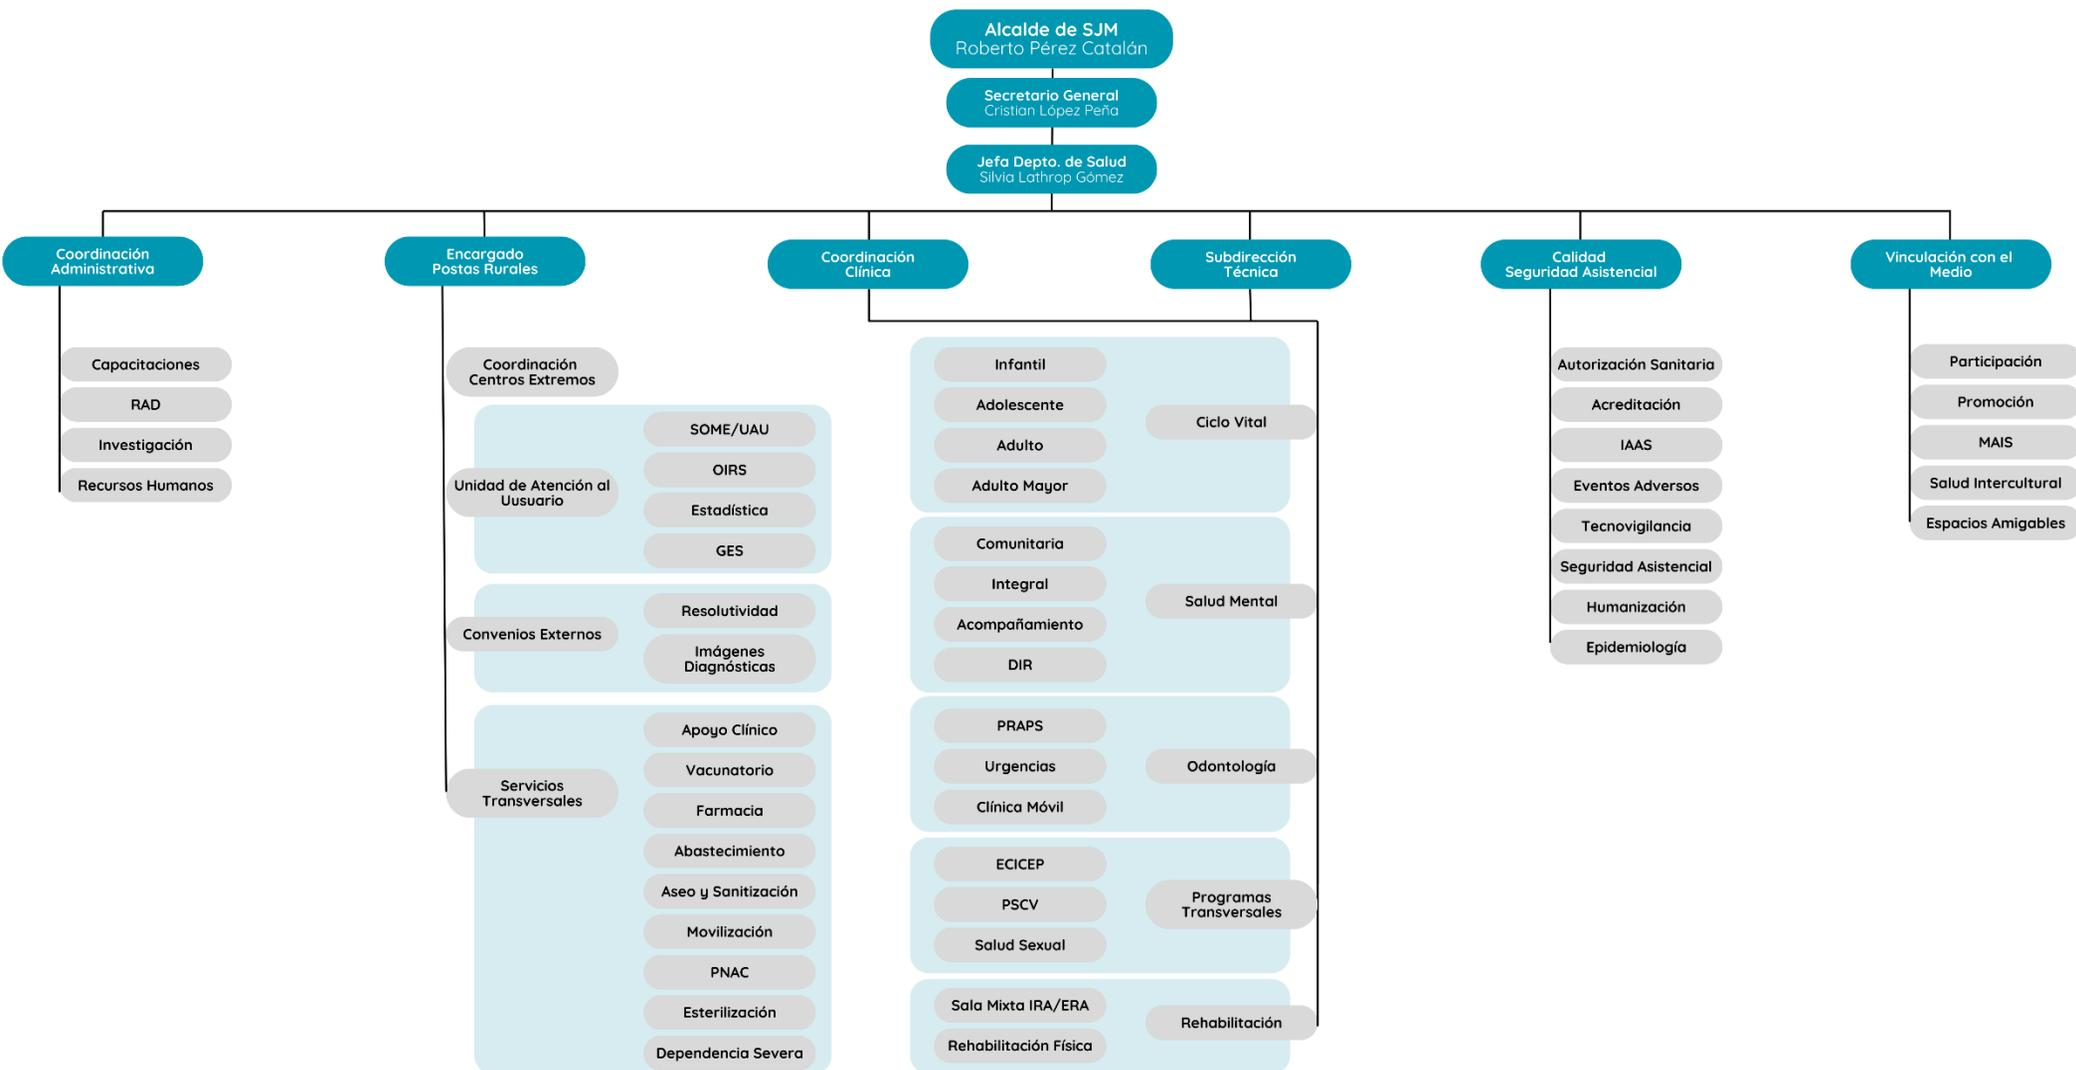 Alcalde de SJM
Roberto Pérez Catalán
Secretario General
Cristian López Peña
Jefa Depto. de Salud
Silvia Lathrop Gómez
Coordinación
Administrativa
Capacitaciones
RAD
Investigación
Recursos Humanos
Encargado
Postas Rurales
Coordinación
Centros Extremos
Unidad de Atención al
Uusuario
SOME/UAU
OIRS
Estadística
GES
Convenios Externos
Resolutividad
Imágenes
Diagnósticas
Servicios
Transversales
Apoyo Clínico
Vacunatorio
Farmacia
Abastecimiento
Aseo y Sanitización
Movilización
PNAC
Esterilización
Dependencia Severa
Coordinación
Clínica
Subdirección
Técnica
Ciclo Vital
Infantil
Adolescente
Adulto
Adulto Mayor
Salud Mental
Comunitaria
Integral
Acompañamiento
DIR
Odontología
PRAPS
Urgencias
Clínica Móvil
Programas
Transversales
ECICEP
PSCV
Salud Sexual
Rehabilitación
Sala Mixta IRA/ERA
Rehabilitación Física
Calidad
Seguridad Asistencial
Autorización Sanitaria
Acreditación
IAAS
Eventos Adversos
Tecnovigilancia
Seguridad Asistencial
Humanización
Epidemiología
Vinculación con el
Medio
Participación
Promoción
MAIS
Salud Intercultural
Espacios Amigables